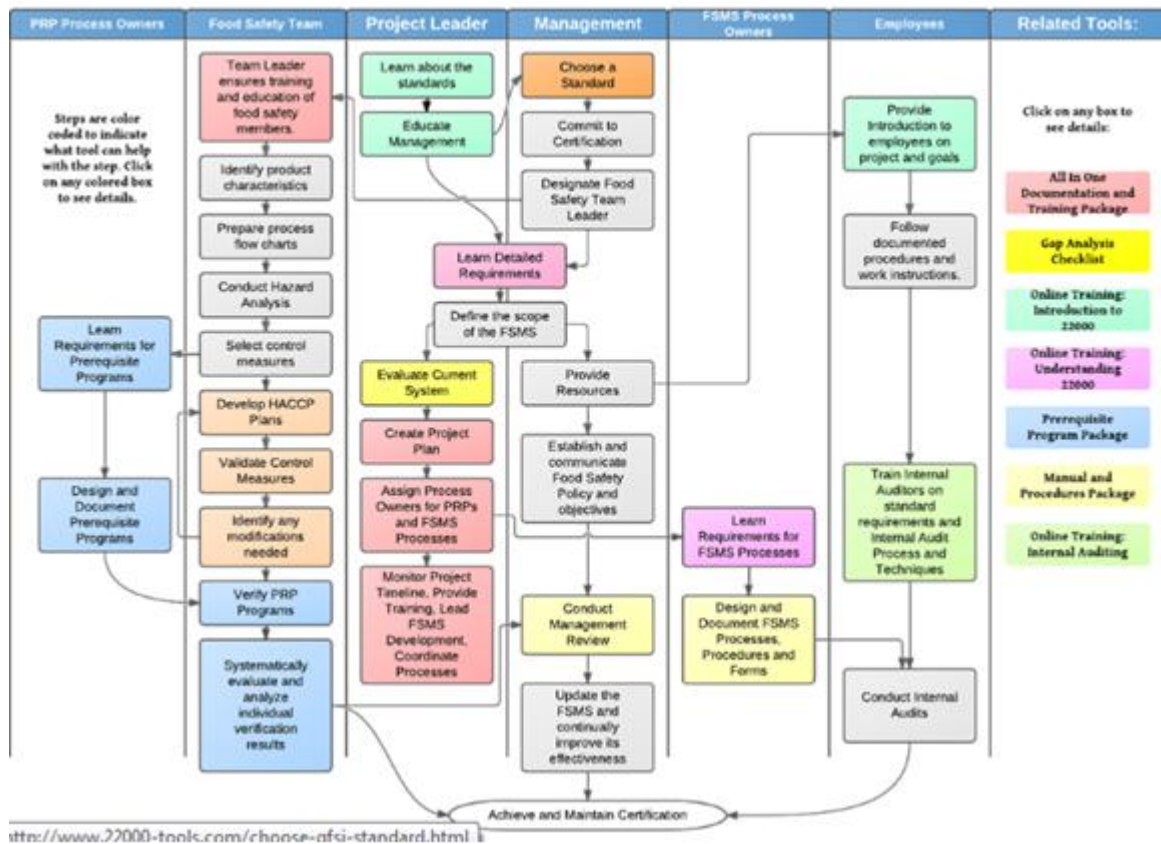 PRP Process Owners
Food Safety Team
Project Leader
Management
FSMS Process
Owners
Employees
Related Tools:
Steps are color
coded to indicate
what tool can help
with the step. Click
on any colored box
to see details.
Learn
Requirements for
Prerequisite
Programs
Design and
Document
Prerequisite
Programs
Team Leader
ensures training
and education of
food safety
members.
Identify product
characteristics
Prepare process
flow charts
Conduct Hazard
Analysis
Select control
measures
Develop HACCP
Plans
Validate Control
Measures
Identify any
modifications
needed
Verify PRP
Programs
Systematically
evaluate and
analyze
individual
verification
results
Learn about the
standards
Educate
Management
Learn Detailed
Requirements
Define the scope
of the FSMS
Evaluate Current
System
Create Project
Plan
Assign Process
Owners for PRPs
and FSMS
Processes
Monitor Project
Timeline, Provide
Training, Lead
FSMS
Development,
Coordinate
Processes
Choose a
Standard
Commit to
Certification
Designate Food
Safety Team
Leader
Provide
Resources
Establish and
communicate
Food Safety
Policy and
objectives
Conduct
Management
Review
Update the
FSMS and
continually
improve its
effectiveness
Learn
Requirements for
FSMS Processes
Design and
Document FSMS
Processes,
Procedures and
Forms
Provide
Introduction to
employees on
project and goals
Follow
documented
procedures and
work instructions.
Train Internal
Auditors on
standard
requirements and
Internal Audit
Process and
Techniques
Conduct Internal
Audits
Click on any box to
see details:
All In One
Documentation and
Training Package
Gap Analysis
Checklist
Online Training:
Introduction to
22000
Online Training:
Understanding
22000
Prerequisite
Program Package
Manual and
Procedures Package
Online Training:
Internal Auditing
Achieve and Maintain Certification
http://www.22000-tools.com/choose-gfsi-standard.html